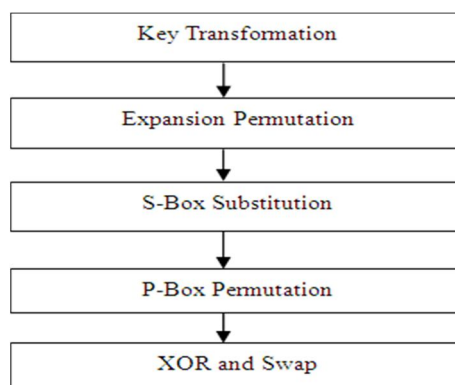 Key Transformation
Expansion Permutation
S-Box Substitution
P-Box Permutation
XOR and Swap